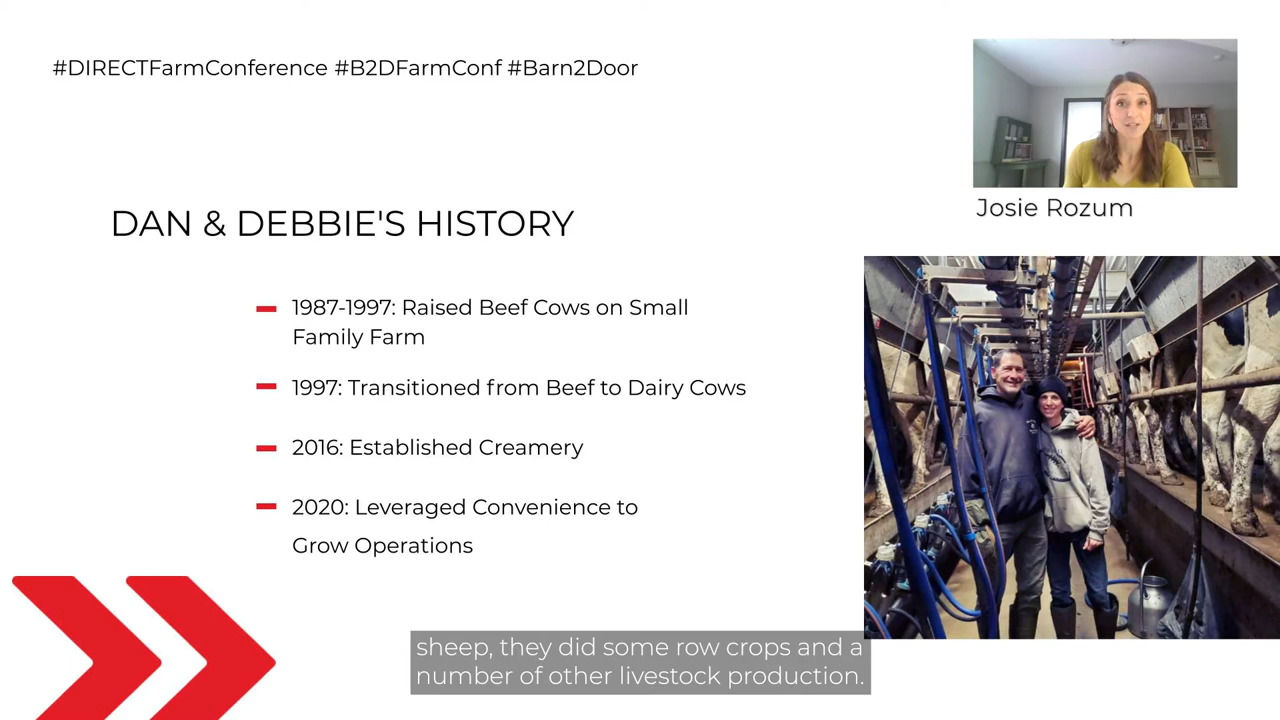 #DIRECTFarmConference #B2DFarmConf #Barn2Door
Josie Rozum
DAN & DEBBIE'S HISTORY
1987-1997: Raised Beef Cows on Small
Family Farm
1997: Transitioned from Beef to Dairy Cows
2016: Established Creamery
2020: Leveraged Convenience to
Grow Operations
sheep, they did some row crops and a
number of other livestock production.